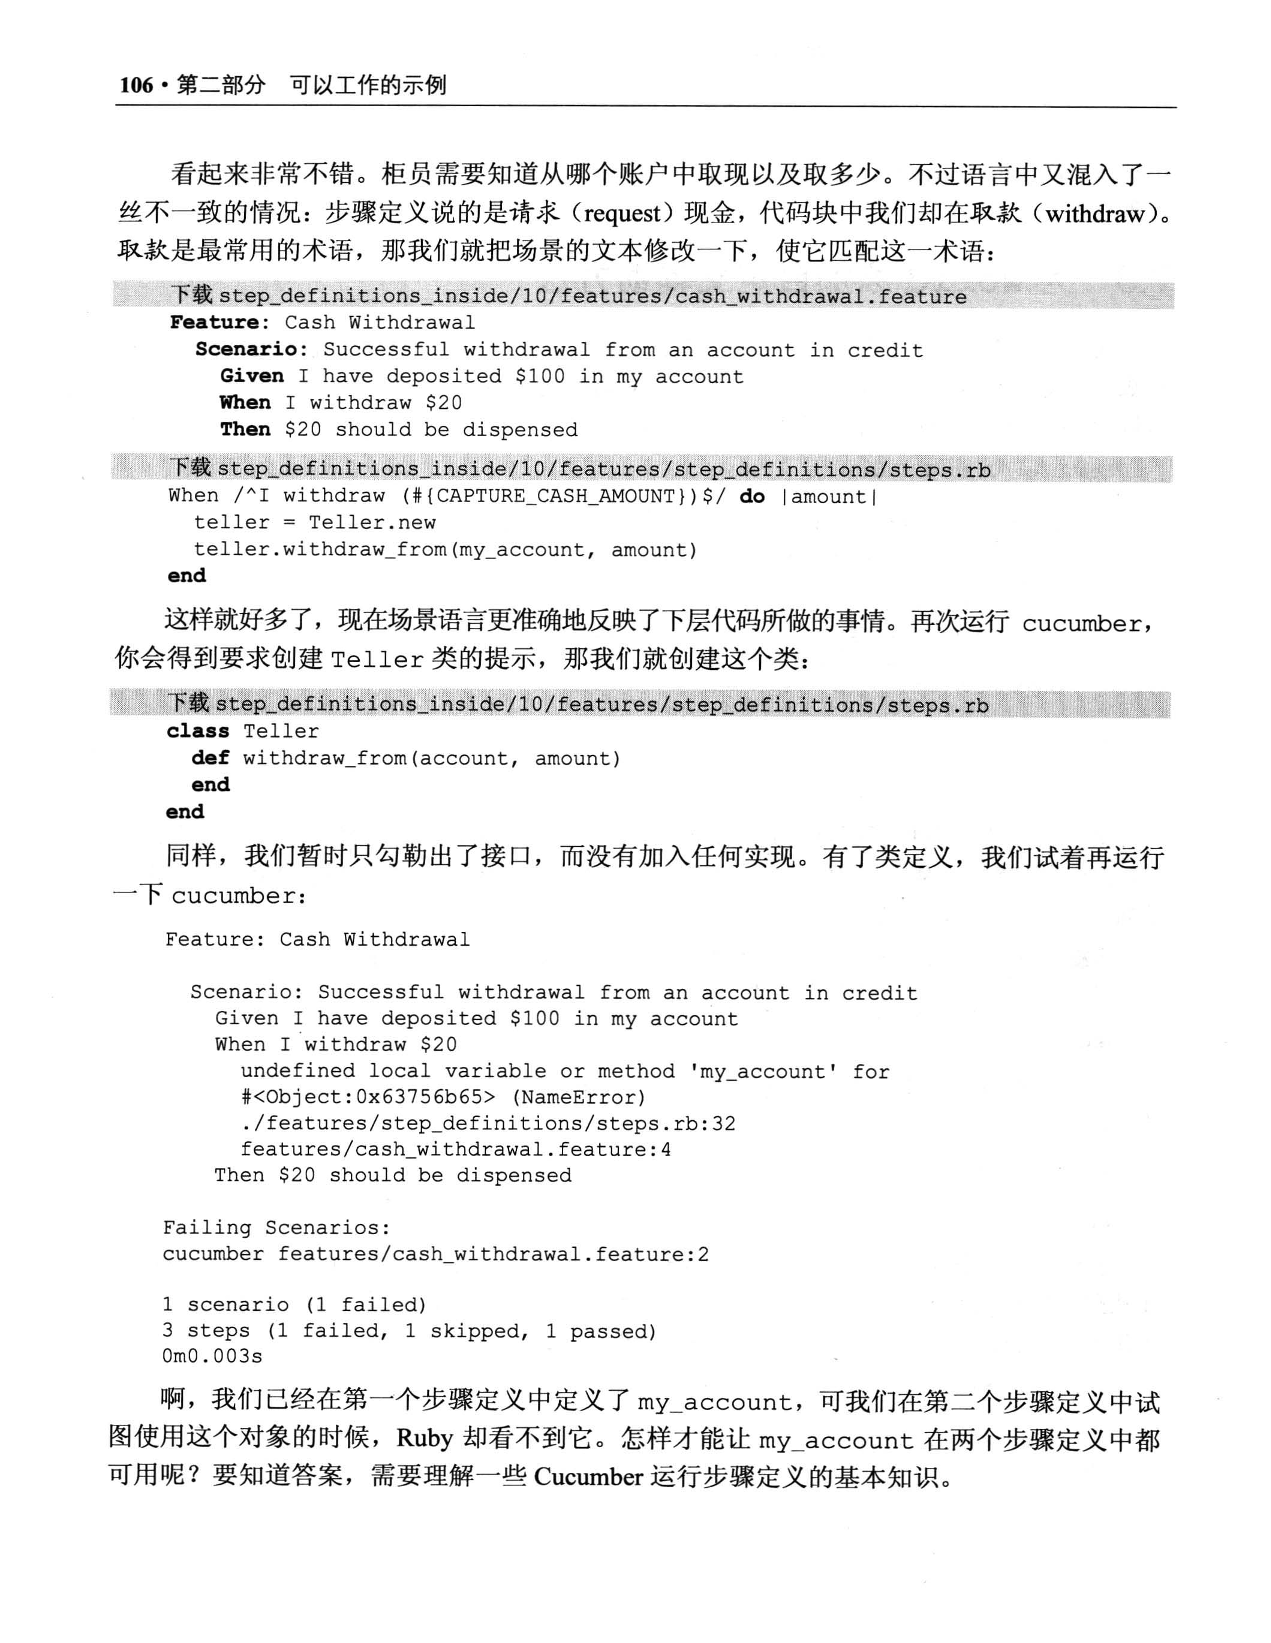 106 • 第二部分 可以工作的示例
看起来非常不错。柜员需要知道从哪个账户中取现以及取多少。不过语言中又混入了一
丝不一致的情况：步骤定义说的是请求（request）现金，代码块中我们却在取款（withdraw）。
取款是最常用的术语，那我们就把场景的文本修改一下，使它匹配这一术语：
下载 step_definitions_inside/10/features/cash_withdrawal.feature
Feature: Cash Withdrawal
  Scenario: Successful withdrawal from an account in credit
    Given I have deposited $100 in my account
    When I withdraw $20
    Then $20 should be dispensed
下载 step_definitions_inside/10/features/step_definitions/steps.rb
When /^I withdraw (#{CAPTURE_CASH_AMOUNT})$/ do |amount|
  teller = Teller.new
  teller.withdraw_from(my_account, amount)
end
这样就好多了，现在场景语言更准确地反映了下层代码所做的事情。再次运行 cucumber，
你会得到要求创建 Teller 类的提示，那我们就创建这个类：
下载 step_definitions_inside/10/features/step_definitions/steps.rb
class Teller
  def withdraw_from(account, amount)
  end
end
同样，我们暂时只勾勒出了接口，而没有加入任何实现。有了类定义，我们试着再运行
一下 cucumber：
Feature: Cash Withdrawal
  Scenario: Successful withdrawal from an account in credit
    Given I have deposited $100 in my account
    When I withdraw $20
      undefined local variable or method 'my_account' for
      #<Object:0x63756b65> (NameError)
      ./features/step_definitions/steps.rb:32
      features/cash_withdrawal.feature:4
    Then $20 should be dispensed
Failing Scenarios:
cucumber features/cash_withdrawal.feature:2
1 scenario (1 failed)
3 steps (1 failed, 1 skipped, 1 passed)
0m0.003s
啊，我们已经在第一个步骤定义中定义了 my_account，可我们在第二个步骤定义中试
图使用这个对象的时候，Ruby 却看不到它。怎样才能让 my_account 在两个步骤定义中都
可用呢？要知道答案，需要理解一些 Cucumber 运行步骤定义的基本知识。